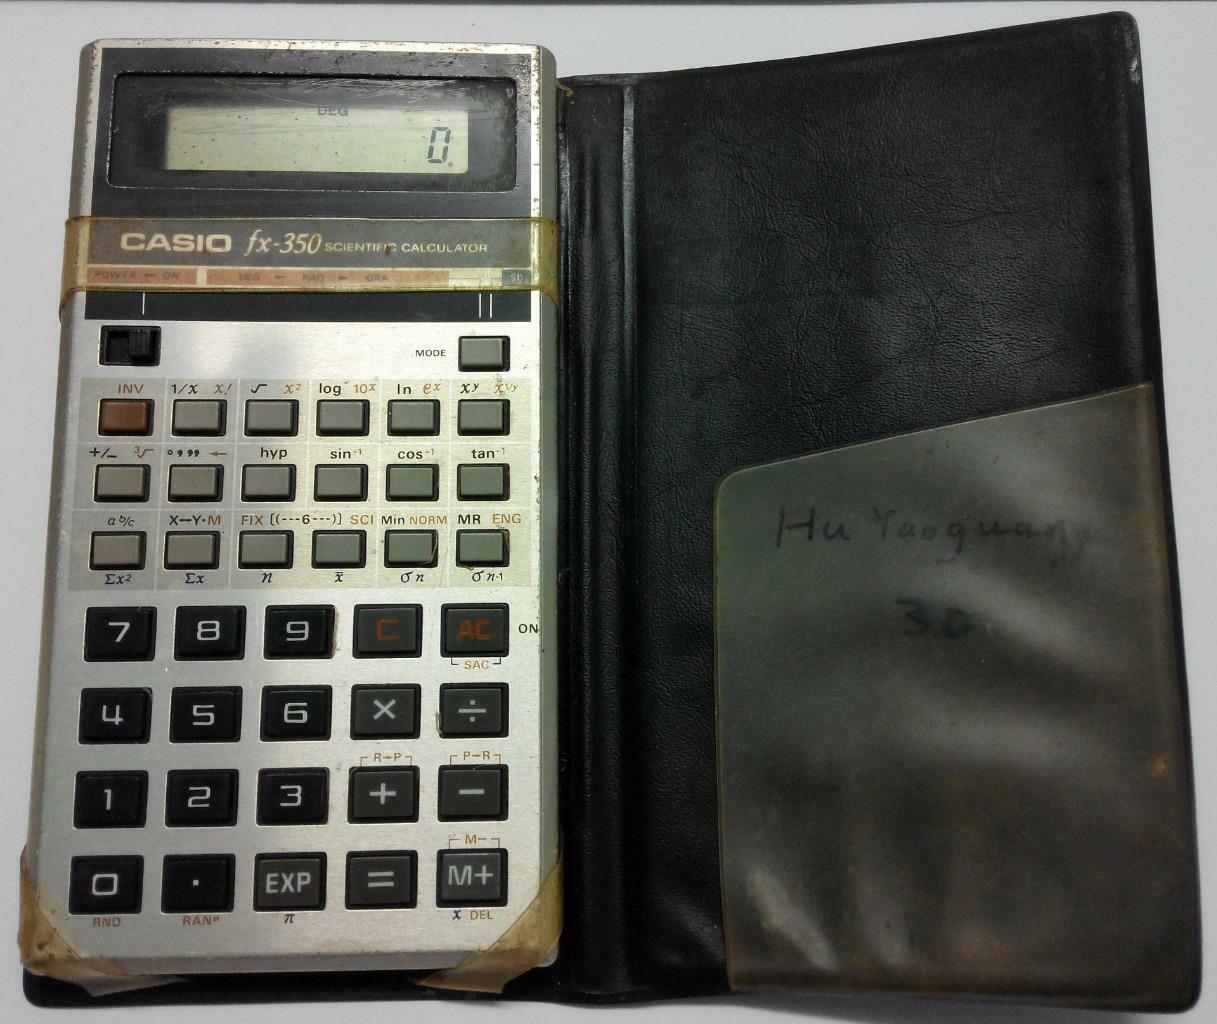 DEG
0.
CASIO fx-350 SCIENTIFIC CALCULATOR
POWER ← ON DEG ← RAD ► GRA SD
MODE
INV 1/x x! √ x² log 10ˣ ln eˣ xʸ x¹/ʸ
+/− ³√ °,,, ← hyp sin⁻¹ cos⁻¹ tan⁻¹
a b/c X↔Y·M FIX [(---6---)] SCI Min NORM MR ENG
Σx² Σx n x̄ σn σn-1
7 8 9 C AC ON
SAC
4 5 6 × ÷
R→P P→R
1 2 3 + −
M−
0 · EXP = M+
RND RAN# π x DEL
Hu Yaoguang